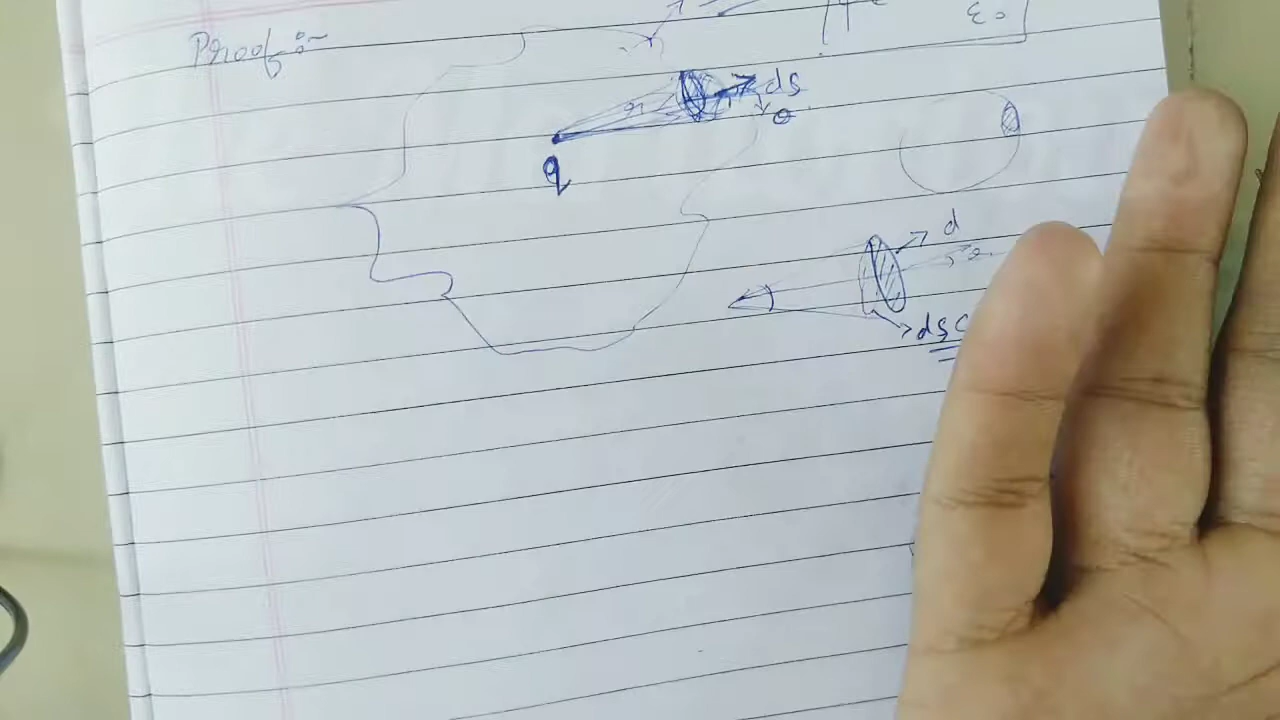 Proof :-
ε₀
ds
r
θ
q
d
ds C